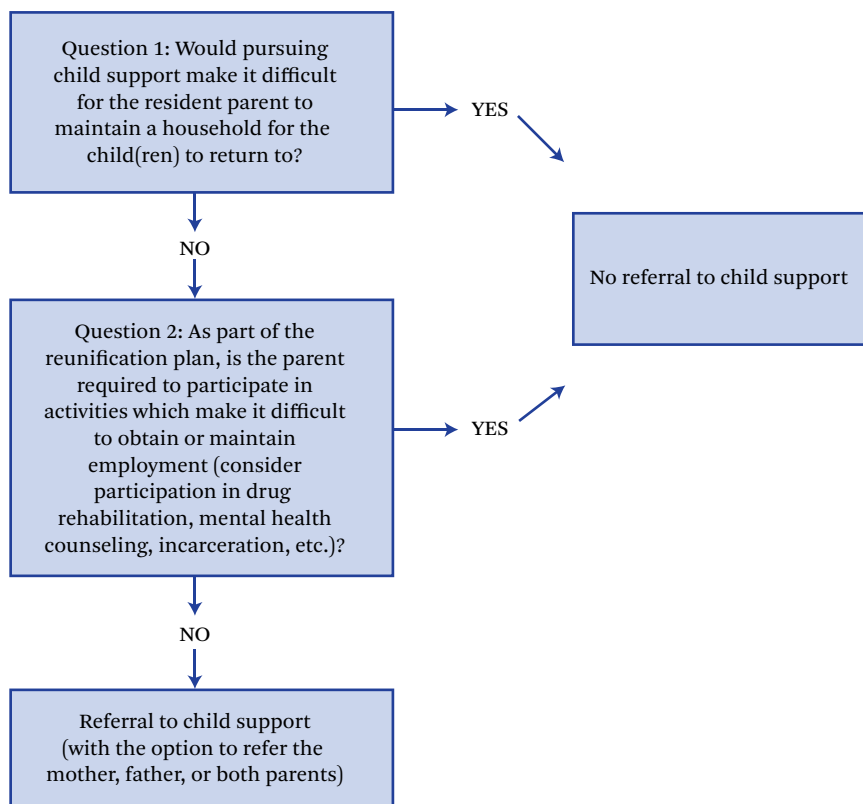 Question 1: Would pursuing
child support make it difficult
for the resident parent to
maintain a household for the
child(ren) to return to?
YES
NO
No referral to child support
Question 2: As part of the
reunification plan, is the parent
required to participate in
activities which make it difficult
to obtain or maintain
employment (consider
participation in drug
rehabilitation, mental health
counseling, incarceration, etc.)?
YES
NO
Referral to child support
(with the option to refer the
mother, father, or both parents)